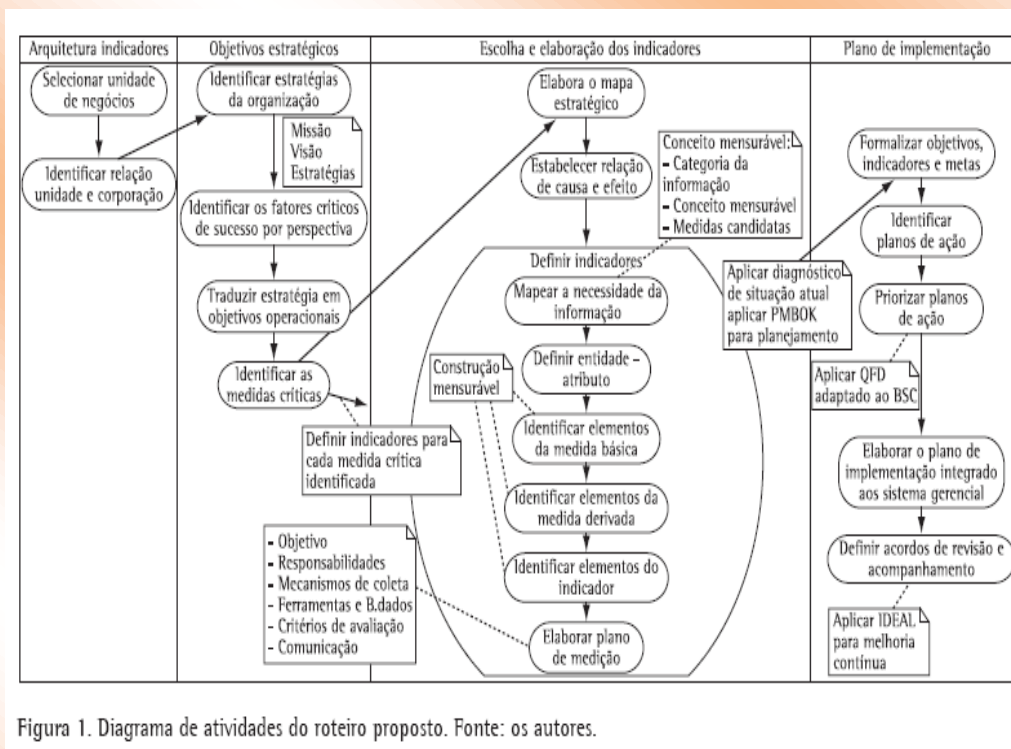 Arquitetura indicadores
Selecionar unidade
de negócios
Identificar relação
unidade e corporação
Objetivos estratégicos
Identificar estratégias
da organização
Missão
Visão
Estratégias
Identificar os fatores críticos
de sucesso por perspectiva
Traduzir estratégia em
objetivos operacionais
Identificar as
medidas críticas
Definir indicadores para
cada medida crítica
identificada
Escolha e elaboração dos indicadores
Elabora o mapa
estratégico
Estabelecer relação
de causa e efeito
Conceito mensurável:
- Categoria da
informação
- Conceito mensurável
- Medidas candidatas
Definir indicadores
Mapear a necessidade da
informação
Definir entidade –
atributo
Construção
mensurável
Identificar elementos
da medida básica
Identificar elementos da
medida derivada
Identificar elementos do
indicador
Elaborar plano
de medição
- Objetivo
- Responsabilidades
- Mecanismos de coleta
- Ferramentas e B.dados
- Critérios de avaliação
- Comunicação
Plano de implementação
Formalizar objetivos,
indicadores e metas
Identificar
planos de ação
Aplicar diagnóstico
de situação atual
aplicar PMBOK
para planejamento
Priorizar planos
de ação
Aplicar QFD
adaptado ao BSC
Elaborar o plano de
implementação integrado
aos sistema gerencial
Definir acordos de revisão e
acompanhamento
Aplicar IDEAL
para melhoria
contínua
Figura 1. Diagrama de atividades do roteiro proposto. Fonte: os autores.